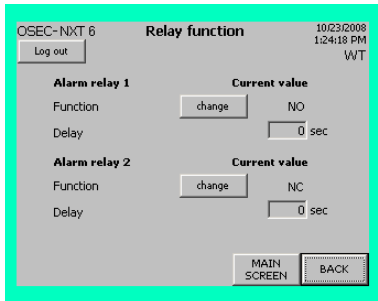 OSEC-NXT 6 Relay function 10/23/2008
1:24:18 PM
Log out WT
Alarm relay 1 Current value
Function change NO
Delay 0 sec
Alarm relay 2 Current value
Function change NC
Delay 0 sec
MAIN SCREEN BACK